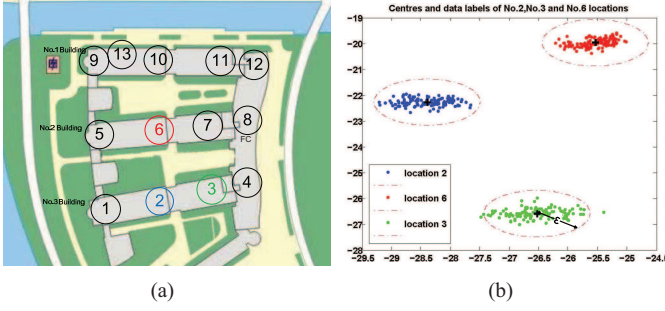 No.1Building
9
13
10
11
12
No.2 Building
5
6
7
8
FC
No.3Building
1
2
3
4
(a)
Centres and data labels of No.2,No.3 and No.6 locations
-19
-20
-21
-22
-23
-24
-25
-26
-27
-28
location 2
location 6
location 3
ε
-29.5 -29 -28.5 -28 -27.5 -27 -26.5 -26 -25.5 -25 -24.5
(b)